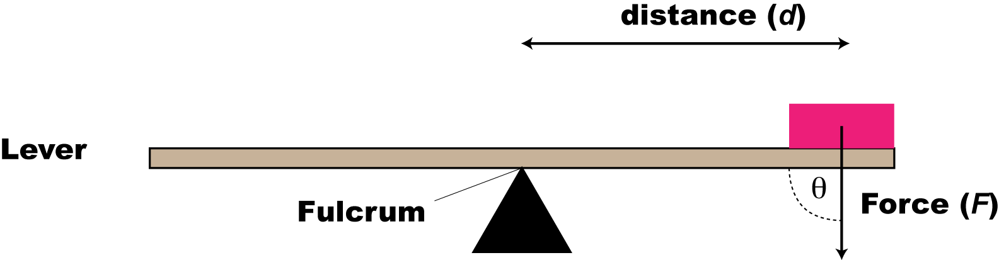 distance (d)
Lever
θ
Force (F)
Fulcrum